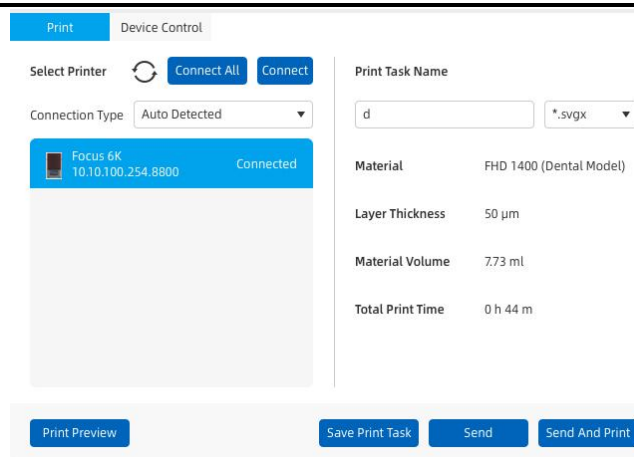 Print Device Control
Select Printer Connect All Connect
Connection Type Auto Detected
Focus 6K
10.10.100.254.8800 Connected
Print Task Name
d *.svgx
Material FHD 1400 (Dental Model)
Layer Thickness 50 µm
Material Volume 7.73 ml
Total Print Time 0 h 44 m
Print Preview Save Print Task Send Send And Print